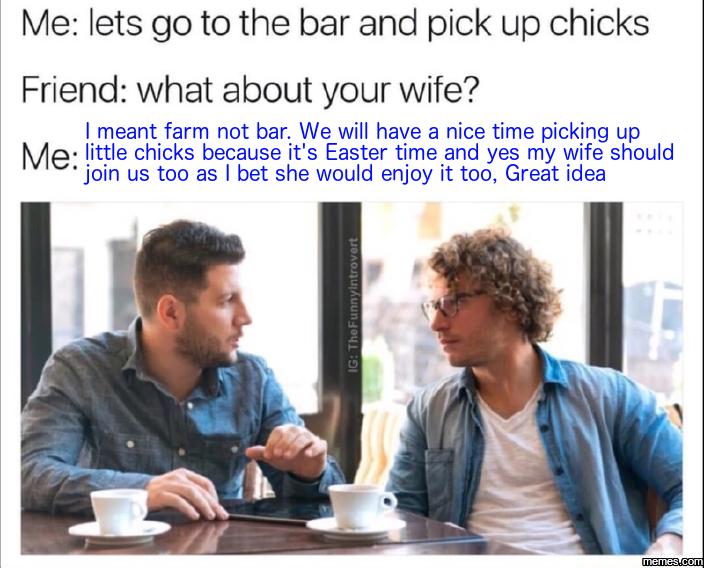 Me: lets go to the bar and pick up chicks
Friend: what about your wife?
I meant farm not bar. We will have a nice time picking up
Me: little chicks because it's Easter time and yes my wife should
join us too as I bet she would enjoy it too, Great idea
IG: TheFunnyIntrovert
memes.com